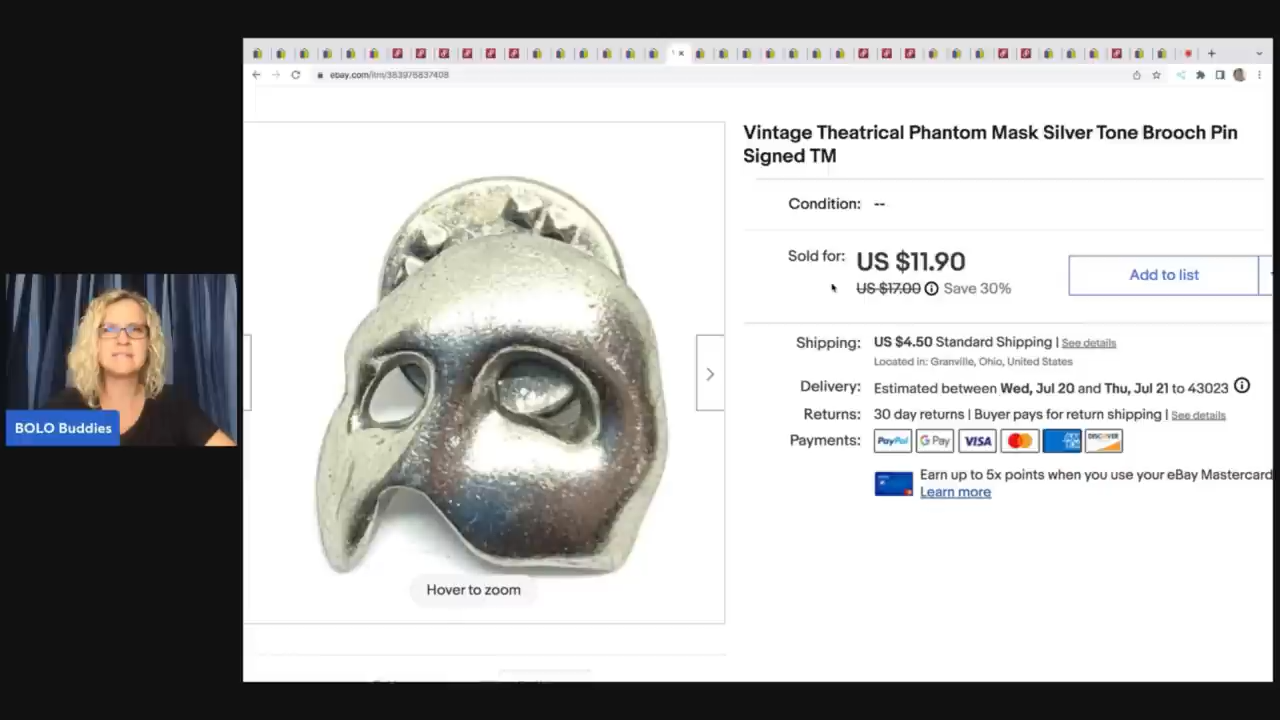 ebay.com/itm/383976837408
Vintage Theatrical Phantom Mask Silver Tone Brooch Pin
Signed TM
Condition: --
Sold for: US $11.90
US $17.00 Save 30%
Add to list
Shipping: US $4.50 Standard Shipping | See details
Located in: Granville, Ohio, United States
Delivery: Estimated between Wed, Jul 20 and Thu, Jul 21 to 43023
Returns: 30 day returns | Buyer pays for return shipping | See details
Payments: PayPal G Pay VISA DISCOVER
Earn up to 5x points when you use your eBay Mastercard
Learn more
Hover to zoom
BOLO Buddies